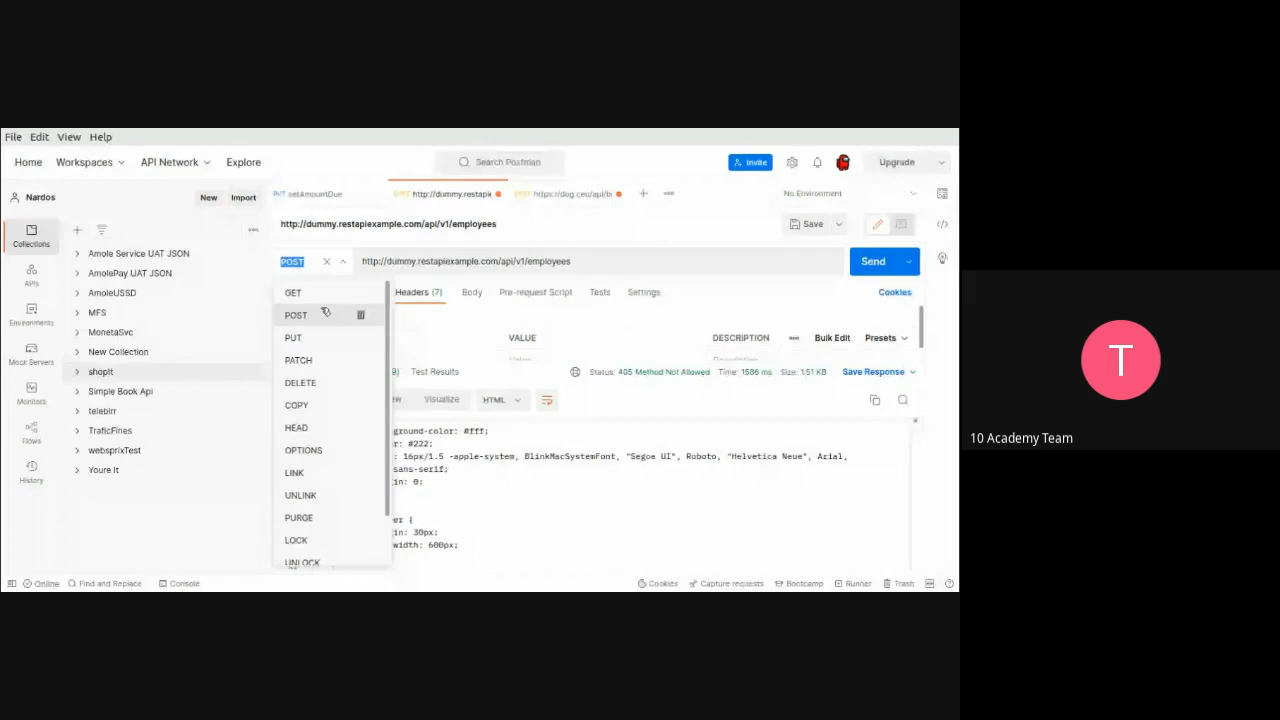 File Edit View Help
Home Workspaces API Network Explore Search Postman Invite Upgrade
Nardos New Import
PUT setAmountDue http://dummy.restapi https://dog.ceo/api/b No Environment
http://dummy.restapiexample.com/api/v1/employees Save
POST http://dummy.restapiexample.com/api/v1/employees Send
Collections
APIs
Environments
Mock Servers
Monitors
Flows
History
Amole Service UAT JSON
AmolePay UAT JSON
AmoleUSSD
MFS
MonetaSvc
New Collection
shopIt
Simple Book Api
telebirr
TraficFines
websprixTest
Youre It
GET
POST
PUT
PATCH
DELETE
COPY
HEAD
OPTIONS
LINK
UNLINK
PURGE
LOCK
UNLOCK
Headers (7) Body Pre-request Script Tests Settings Cookies
VALUE DESCRIPTION Bulk Edit Presets
Test Results Status: 405 Method Not Allowed Time: 1586 ms Size: 1.51 KB Save Response
Visualize HTML
ground-color: #fff;
r: #222;
: 16px/1.5 -apple-system, BlinkMacSystemFont, "Segoe UI", Roboto, "Helvetica Neue", Arial,
sans-serif;
in: 0;
er {
in: 30px;
width: 600px;
Online Find and Replace Console Cookies Capture requests Bootcamp Runner Trash
T
10 Academy Team